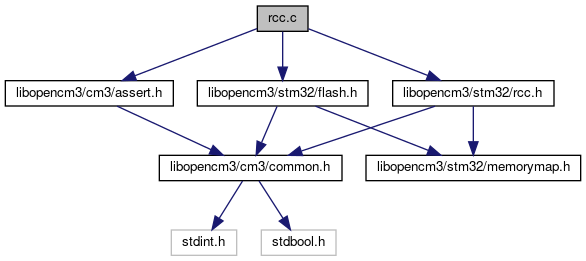 rcc.c
libopencm3/cm3/assert.h
libopencm3/stm32/flash.h
libopencm3/stm32/rcc.h
libopencm3/cm3/common.h
libopencm3/stm32/memorymap.h
stdint.h
stdbool.h